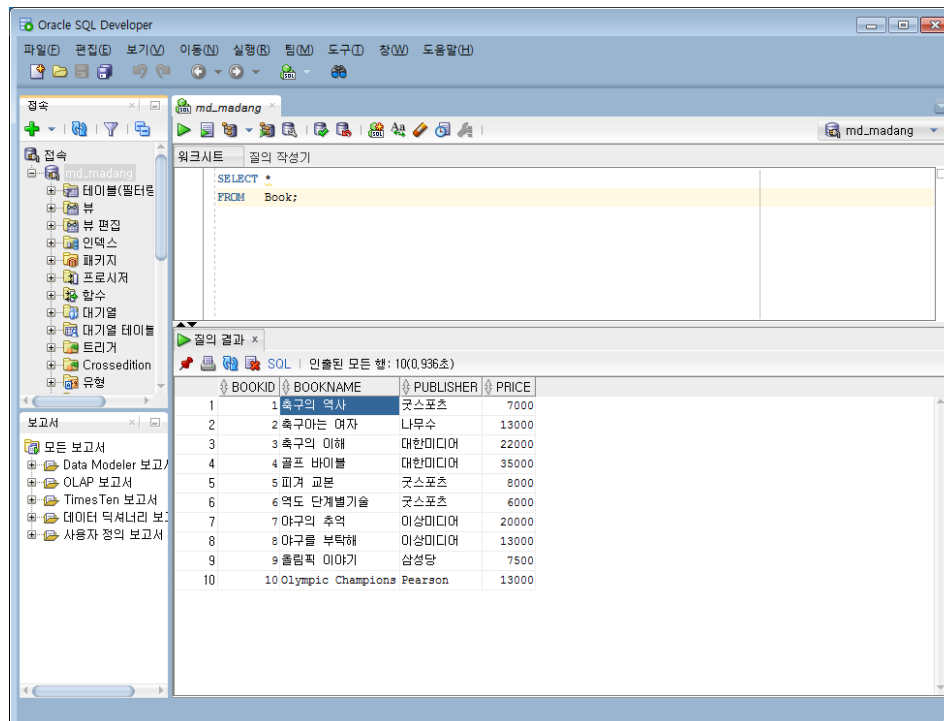 Oracle SQL Developer
파일(F) 편집(E) 보기(V) 이동(N) 실행(R) 팀(M) 도구(T) 창(W) 도움말(H)
접속
접속
md_madang
테이블(필터링
뷰
뷰 편집
인덱스
패키지
프로시저
함수
대기열
대기열 테이블
트리거
Crossedition
유형
보고서
모든 보고서
Data Modeler 보고서
OLAP 보고서
TimesTen 보고서
데이터 딕셔너리 보고
사용자 정의 보고서
md_madang
md_madang
워크시트 질의 작성기
SELECT *
FROM Book;
질의 결과
SQL | 인출된 모든 행: 10(0,936초)
BOOKID BOOKNAME PUBLISHER PRICE
1 1 축구의 역사 굿스포츠 7000
2 2 축구아는 여자 나무수 13000
3 3 축구의 이해 대한미디어 22000
4 4 골프 바이블 대한미디어 35000
5 5 피겨 교본 굿스포츠 8000
6 6 역도 단계별기술 굿스포츠 6000
7 7 야구의 추억 이상미디어 20000
8 8 야구를 부탁해 이상미디어 13000
9 9 올림픽 이야기 삼성당 7500
10 10 Olympic Champions Pearson 13000